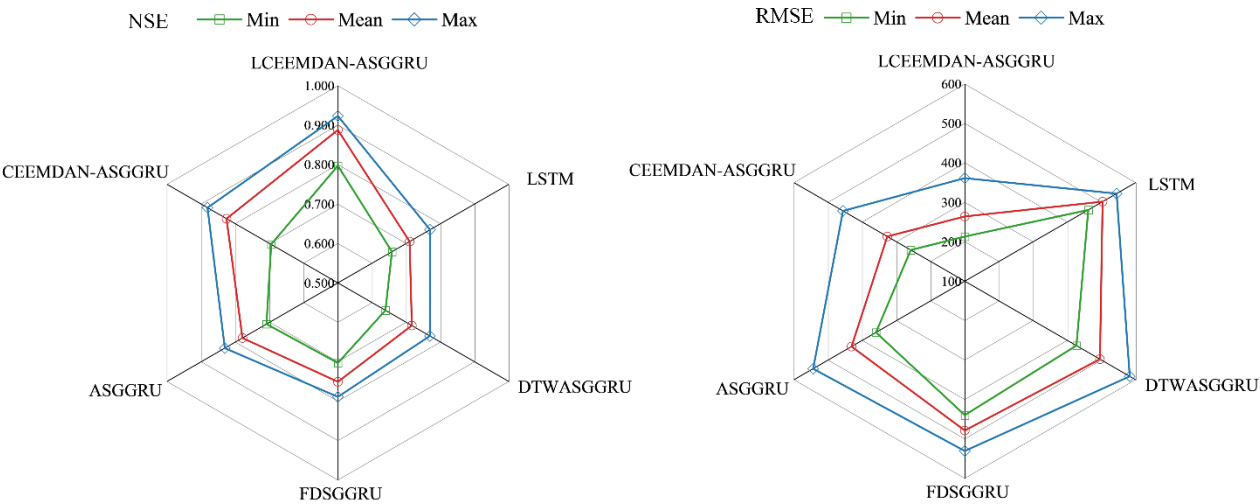 NSE Min Mean Max
LCEEMDAN-ASGGRU
1.000
0.900
0.800
0.700
0.600
0.500
CEEMDAN-ASGGRU
LSTM
ASGGRU
DTWASGGRU
FDSGGRU
RMSE Min Mean Max
LCEEMDAN-ASGGRU
600
500
400
300
200
100
CEEMDAN-ASGGRU
LSTM
ASGGRU
DTWASGGRU
FDSGGRU